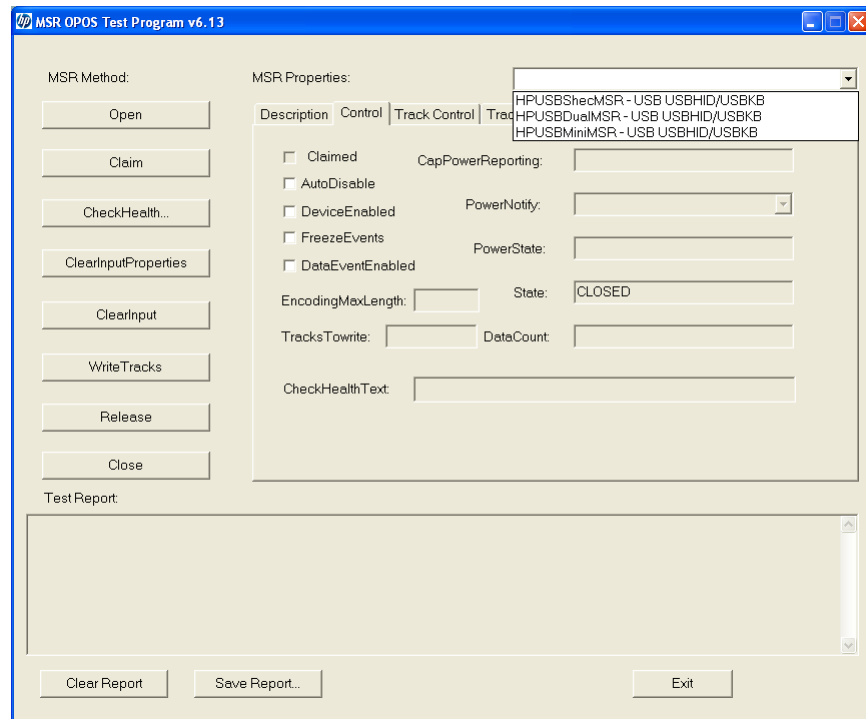 hp MSR OPOS Test Program v6.13
MSR Method:
MSR Properties:
HPUSBShecMSR - USB USBHID/USBKB
HPUSBDualMSR - USB USBHID/USBKB
HPUSBMiniMSR - USB USBHID/USBKB
Open
Claim
CheckHealth...
ClearInputProperties
ClearInput
WriteTracks
Release
Close
Description Control Track Control
Claimed
AutoDisable
DeviceEnabled
FreezeEvents
DataEventEnabled
CapPowerReporting:
PowerNotify:
PowerState:
EncodingMaxLength:
State: CLOSED
TracksTowrite:
DataCount:
CheckHealthText:
Test Report:
Clear Report
Save Report...
Exit